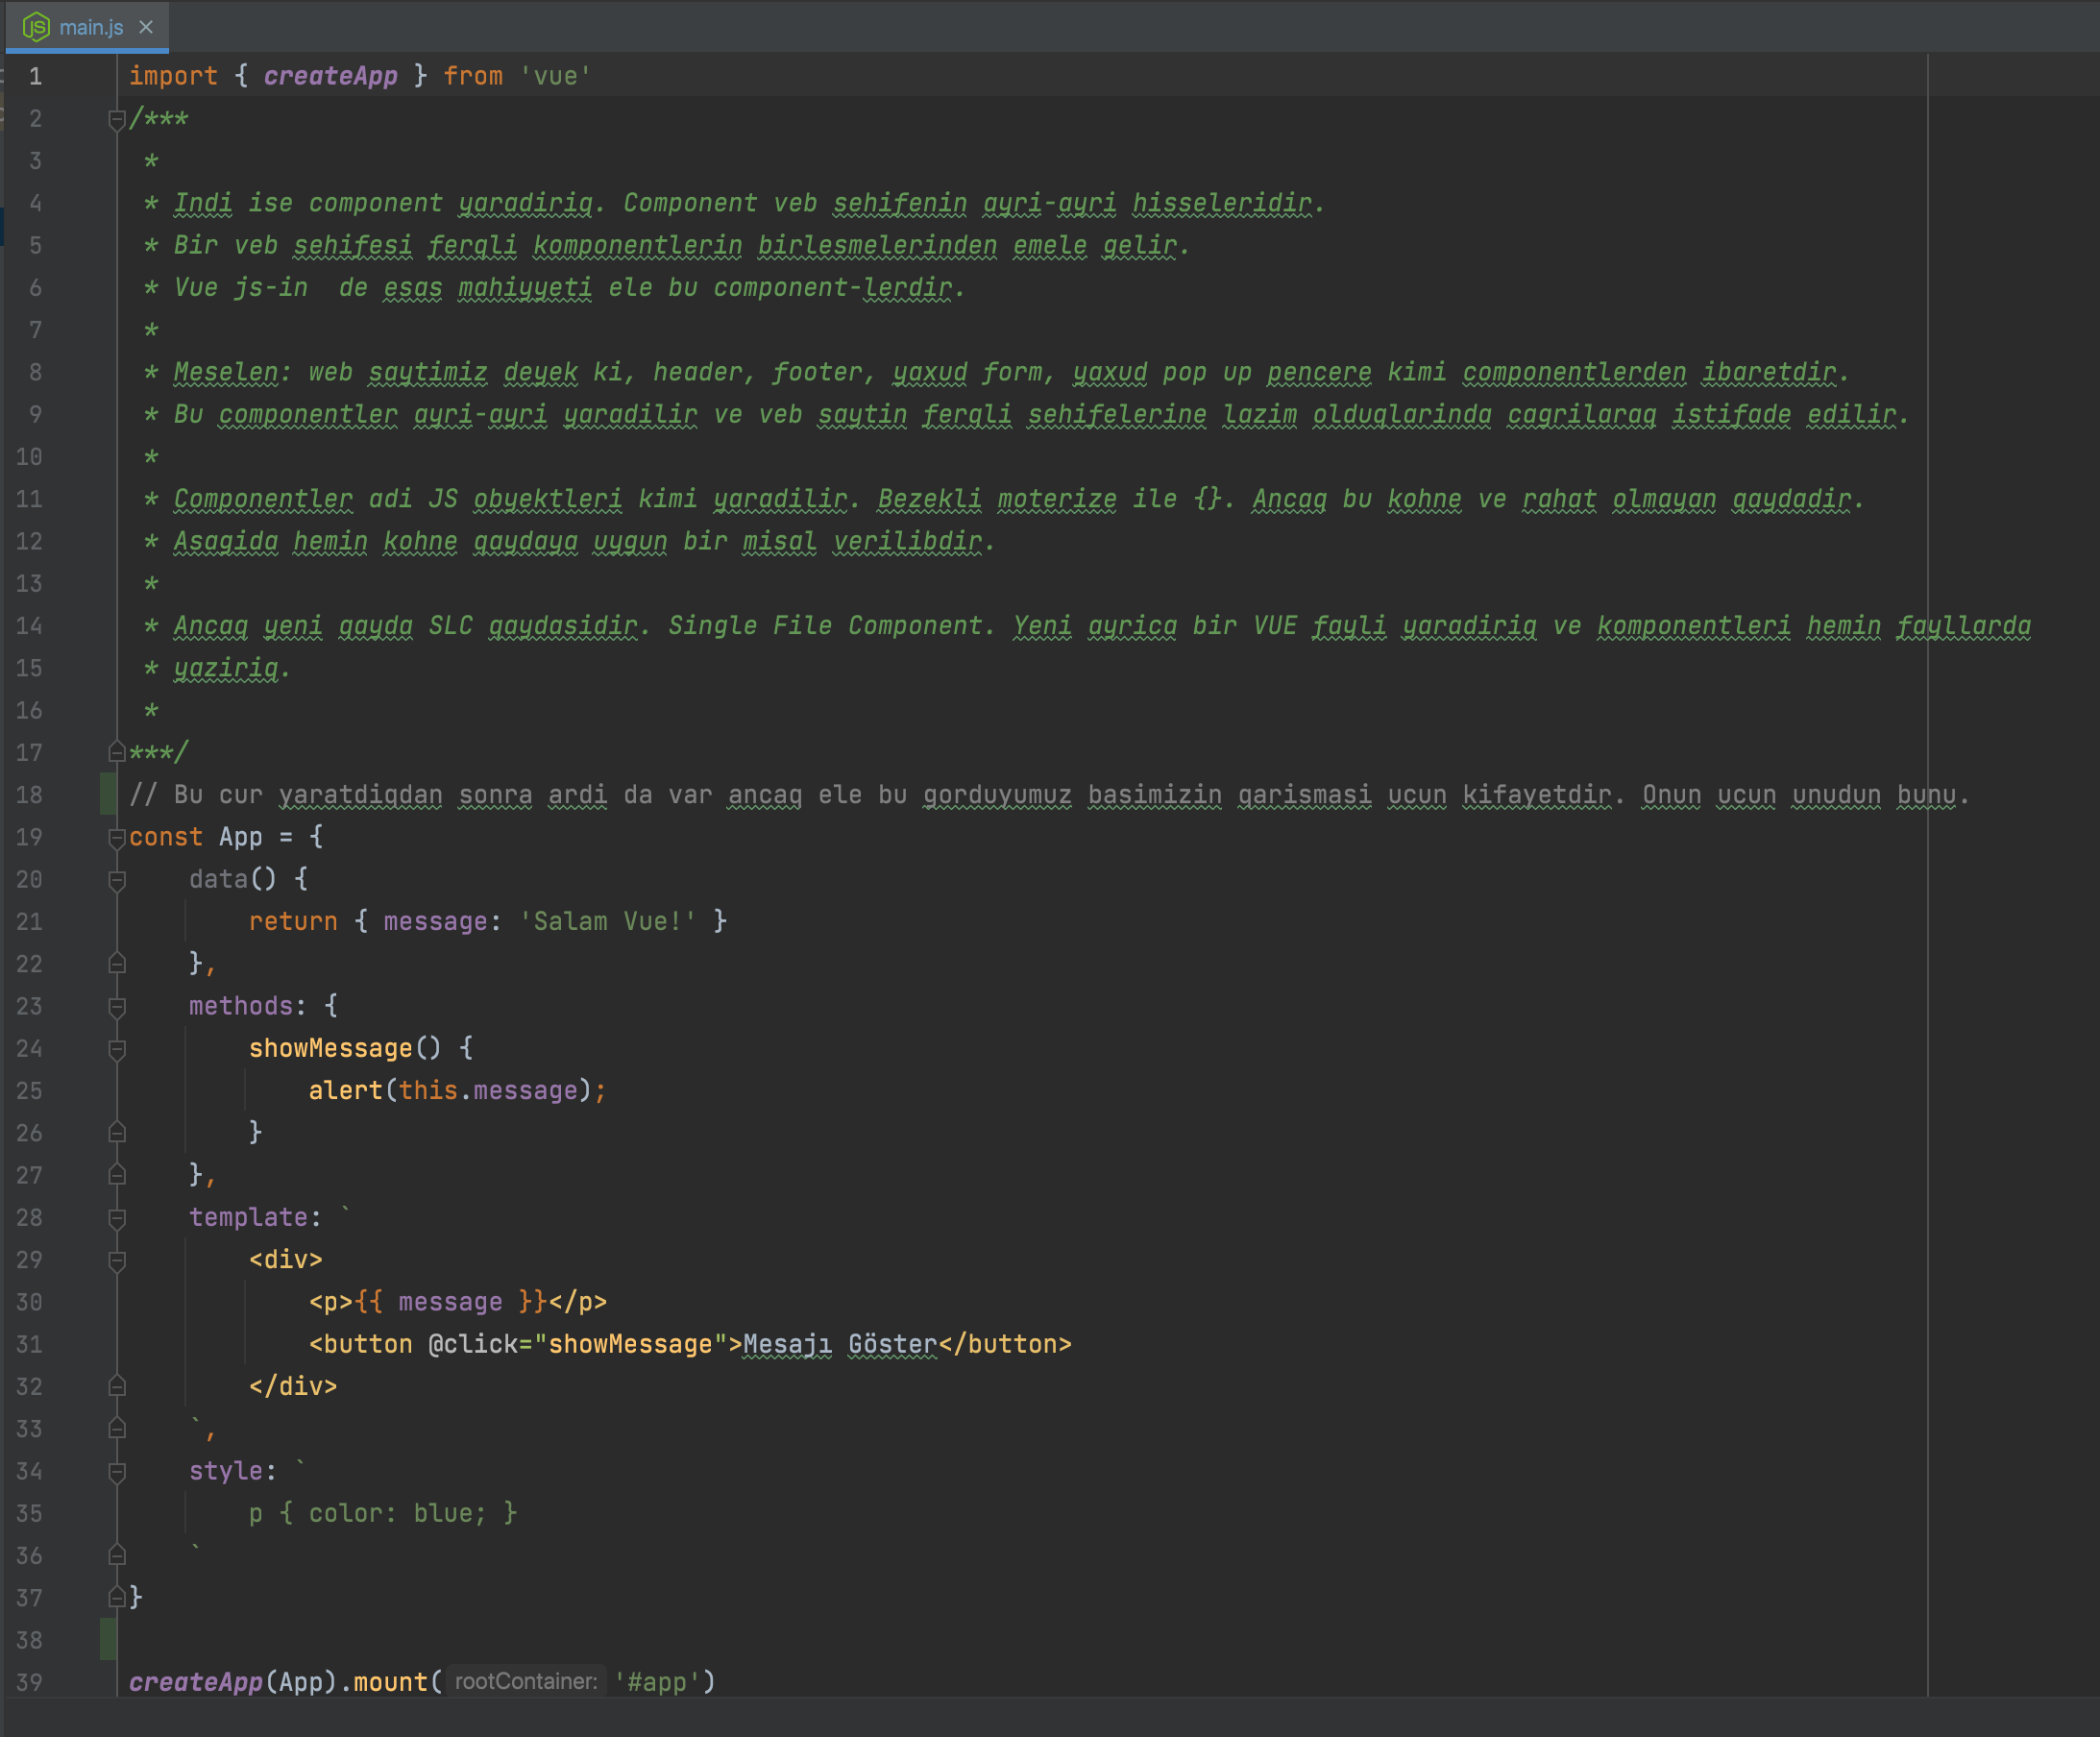 main.js
1 import { createApp } from 'vue'
2 /***
3  *
4  * Indi ise component yaradiriq. Component veb sehifenin ayri-ayri hisseleridir.
5  * Bir veb sehifesi ferqli komponentlerin birlesmelerinden emele gelir.
6  * Vue js-in  de esas mahiyyeti ele bu component-lerdir.
7  *
8  * Meselen: web saytimiz deyek ki, header, footer, yaxud form, yaxud pop up pencere kimi componentlerden ibaretdir.
9  * Bu componentler ayri-ayri yaradilir ve veb saytin ferqli sehifelerine lazim olduqlarinda cagrilaraq istifade edilir.
10  *
11  * Componentler adi JS obyektleri kimi yaradilir. Bezekli moterize ile {}. Ancaq bu kohne ve rahat olmayan qaydadir.
12  * Asagida hemin kohne qaydaya uygun bir misal verilibdir.
13  *
14  * Ancaq yeni qayda SLC qaydasidir. Single File Component. Yeni ayrica bir VUE fayli yaradiriq ve komponentleri hemin fayllarda
15  * yaziriq.
16  *
17 ***/
18 // Bu cur yaratdiqdan sonra ardi da var ancaq ele bu gorduyumuz basimizin qarismasi ucun kifayetdir. Onun ucun unudun bunu.
19 const App = {
20     data() {
21         return { message: 'Salam Vue!' }
22     },
23     methods: {
24         showMessage() {
25             alert(this.message);
26         }
27     },
28     template: `
29         <div>
30             <p>{{ message }}</p>
31             <button @click="showMessage">Mesajı Göster</button>
32         </div>
33     `,
34     style: `
35         p { color: blue; }
36     `
37 }
38
39 createApp(App).mount( rootContainer: '#app')